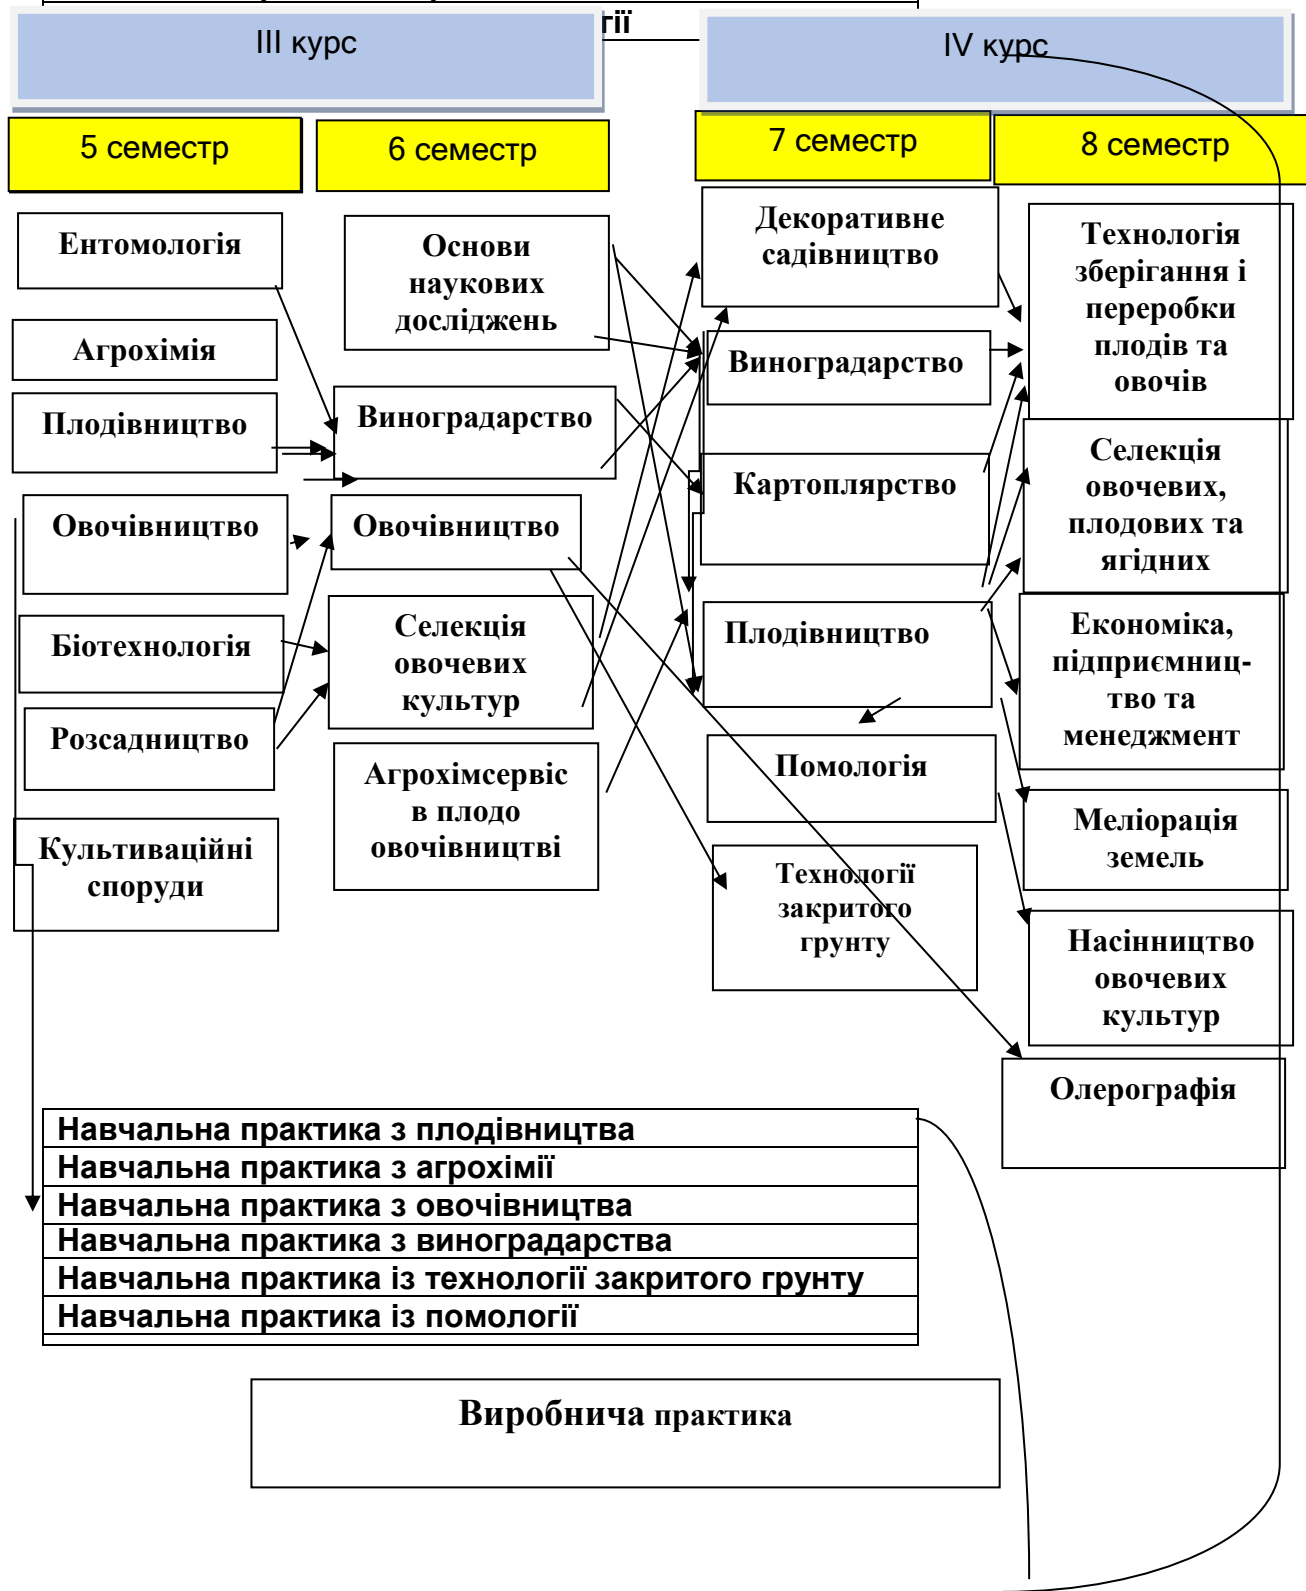 гії
III курс
IV курс
5 семестр
6 семестр
7 семестр
8 семестр
Ентомологія
Агрохімія
Плодівництво
Овочівництво
Біотехнологія
Розсадництво
Культиваційні
споруди
Основи
наукових
досліджень
Виноградарство
Овочівництво
Селекція
овочевих
культур
Агрохімсервіс
в плодо
овочівництві
Декоративне
садівництво
Виноградарство
Картоплярство
Плодівництво
Помологія
Технології
закритого
грунту
Технологія
зберігання і
переробки
плодів та
овочів
Селекція
овочевих,
плодових та
ягідних
Економіка,
підприємниц-
тво та
менеджмент
Меліорація
земель
Насінництво
овочевих
культур
Олерографія
Навчальна практика з плодівництва
Навчальна практика з агрохімії
Навчальна практика з овочівництва
Навчальна практика з виноградарства
Навчальна практика із технології закритого грунту
Навчальна практика із помології
Виробнича практика